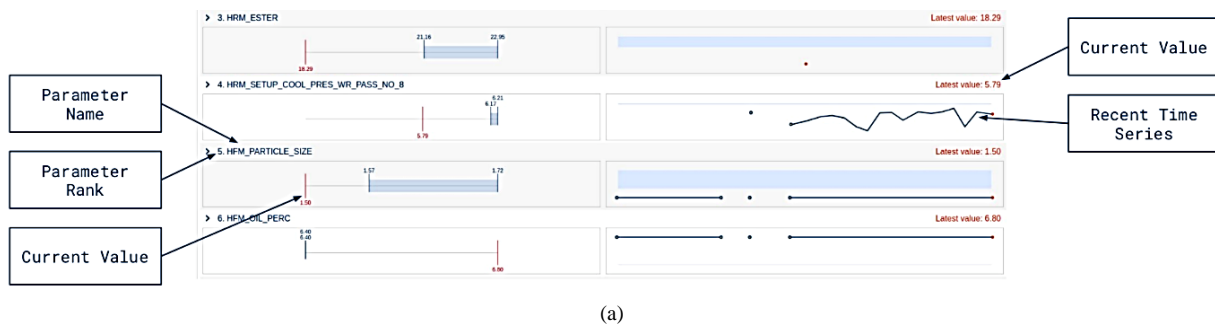 3. HRM_ESTER
Latest value: 18.29
21.16
22.95
18.29
Current Value
4. HRM_SETUP_COOL_PRES_WR_PASS_NO_8
Latest value: 5.79
6.21
6.17
5.79
Parameter
Name
Recent Time
Series
5. HFM_PARTICLE_SIZE
Latest value: 1.50
1.57
1.72
1.50
Parameter
Rank
6. HFM_OIL_PERC
Latest value: 6.80
6.40
6.40
6.80
Current Value
(a)